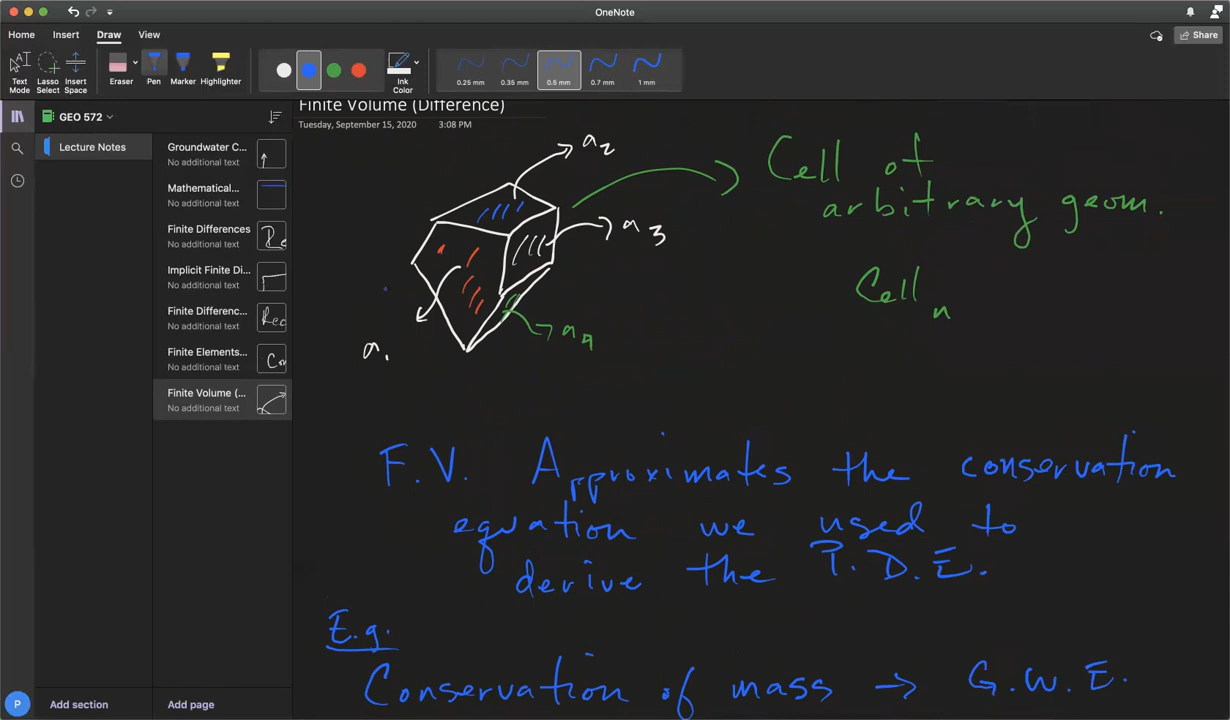 OneNote
Home Insert Draw View
Share
Text Mode
Lasso Select
Insert Space
Eraser
Pen
Marker
Highlighter
Ink Color
0.25 mm
0.35 mm
0.5 mm
0.7 mm
1 mm
GEO 572
Lecture Notes
Groundwater C...
No additional text
Mathematical...
No additional text
Finite Differences
No additional text
Implicit Finite Di...
No additional text
Finite Differenc...
No additional text
Finite Elements...
No additional text
Finite Volume (...
No additional text
P
Add section
Add page
Finite Volume (Difference)
Tuesday, September 15, 2020 3:08 PM
a2
a3
a4
a1
Cell of
arbitrary geom.
Cell n
F.V. Approximates the conservation
equation we used to
derive the P.D.E.
E.g.
Conservation of mass → G.W.E.